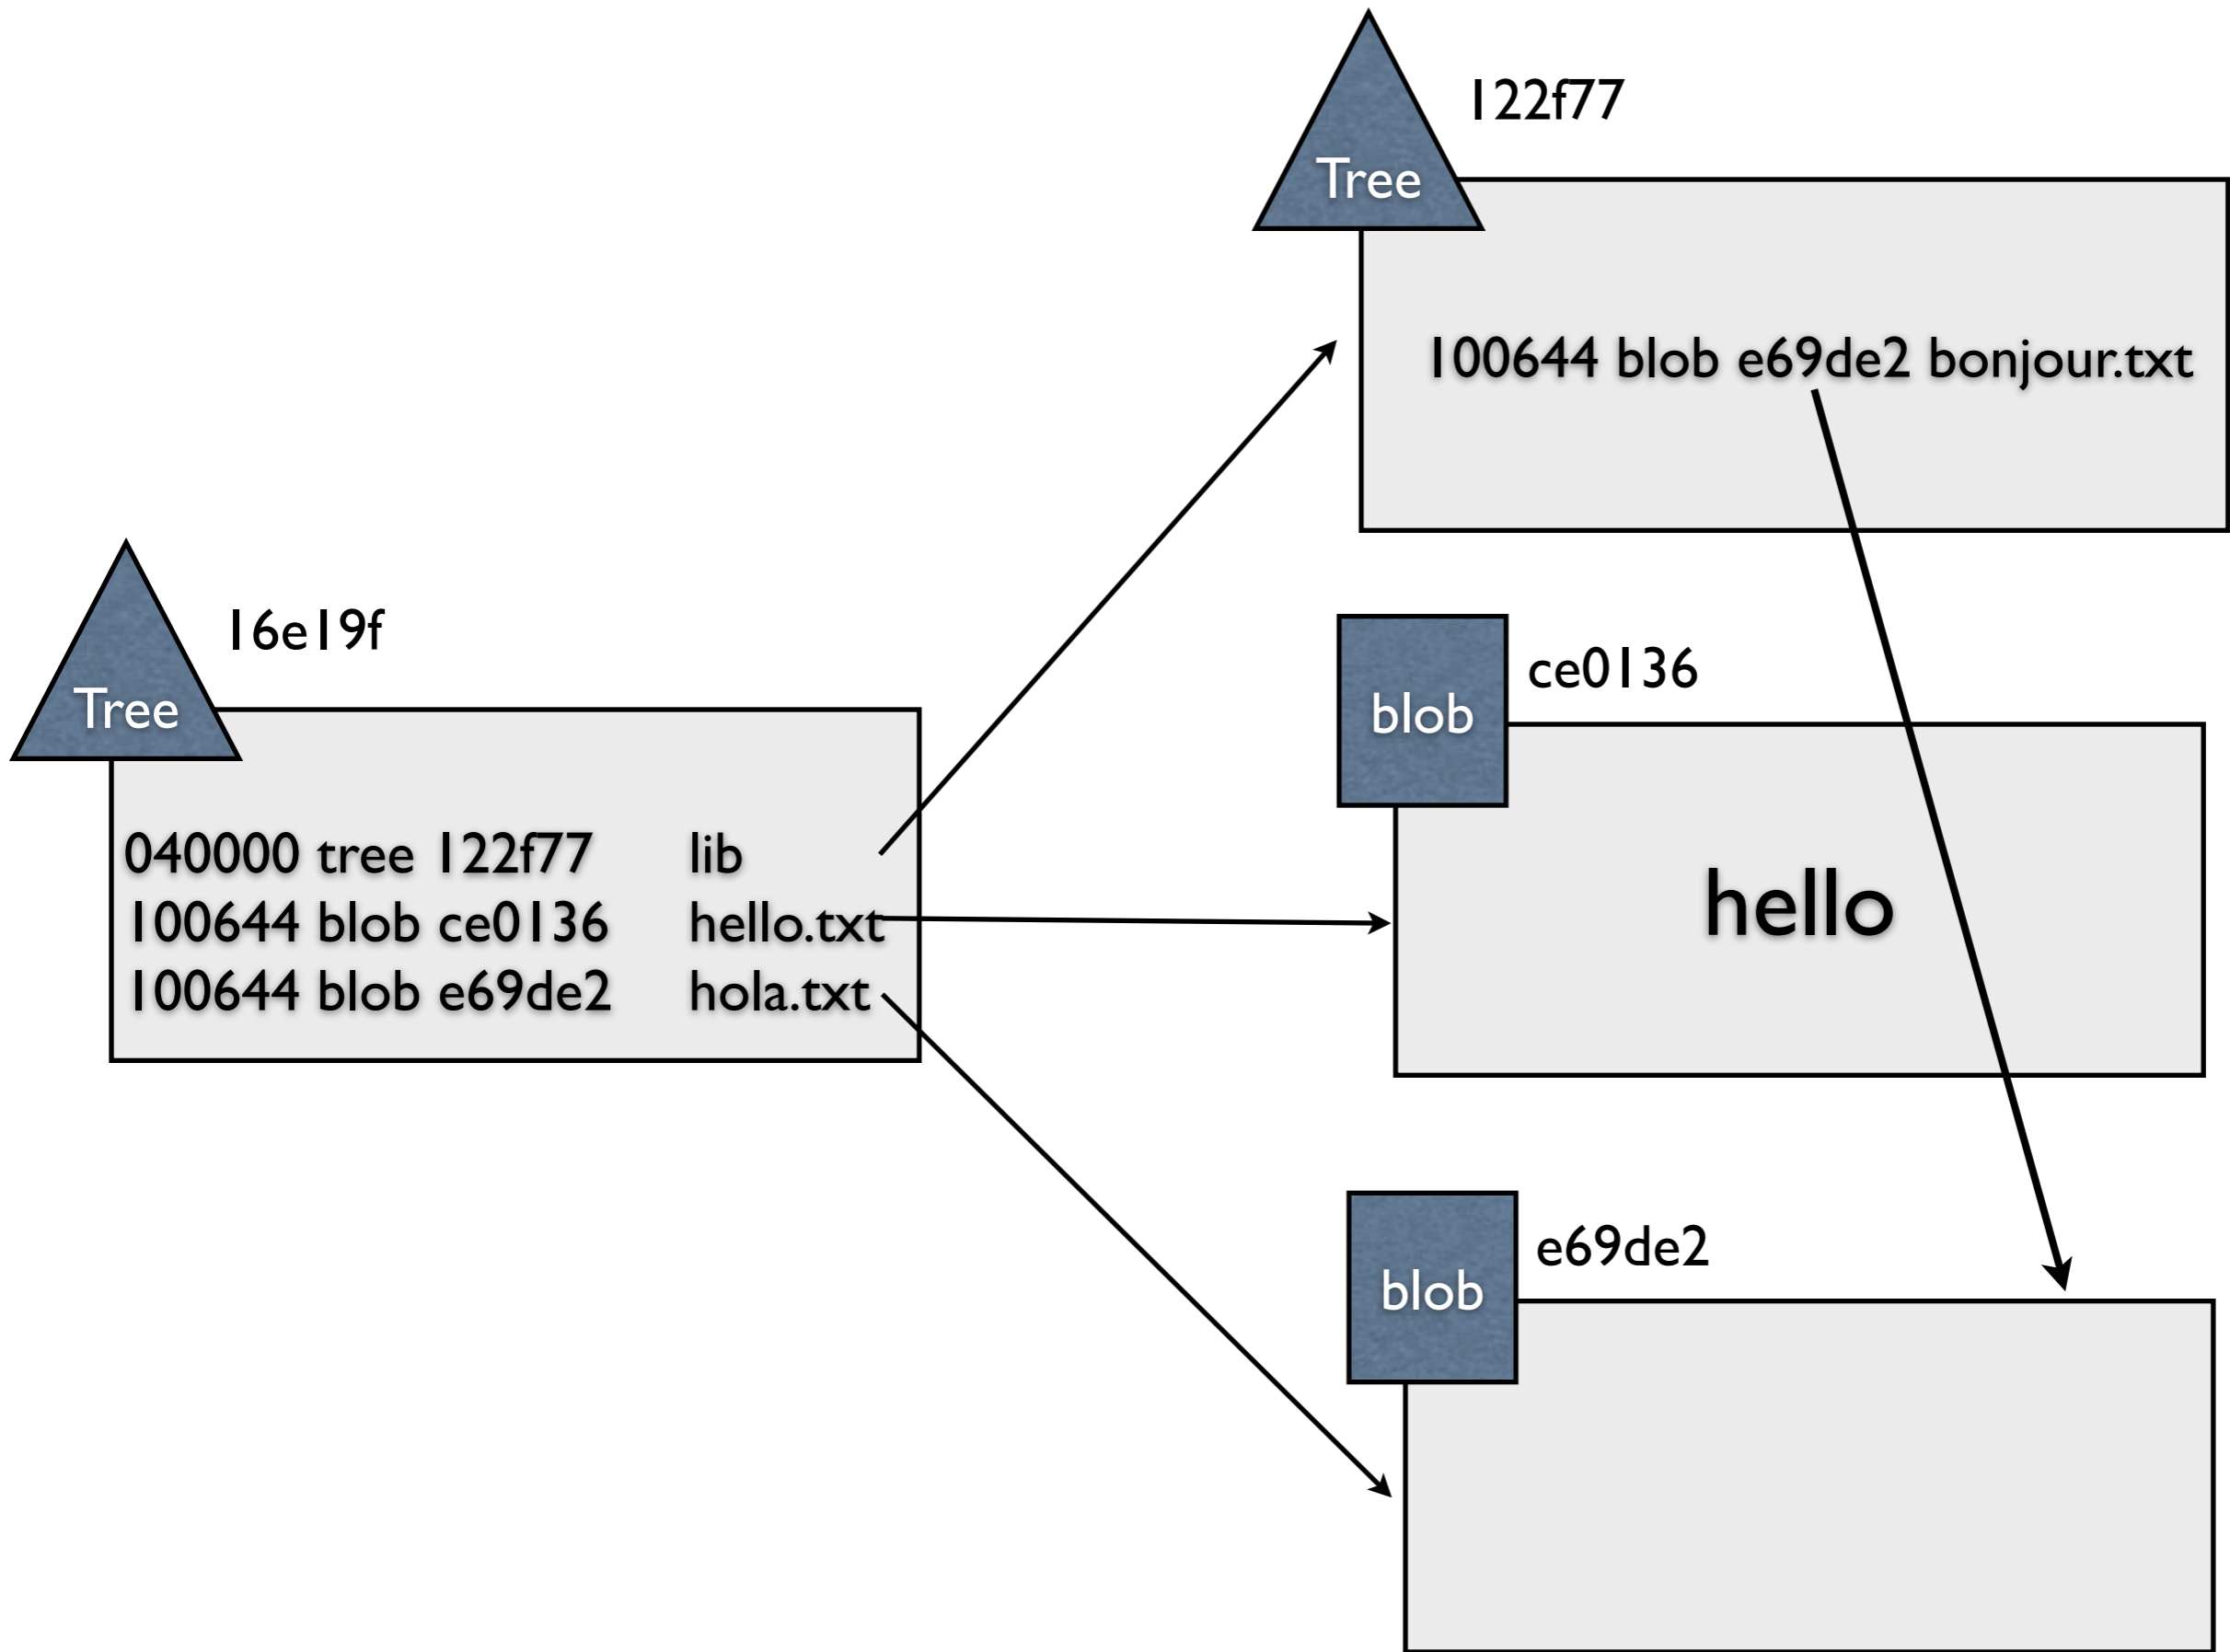 122f77
Tree
100644 blob e69de2 bonjour.txt
16e19f
Tree
040000 tree 122f77 lib
100644 blob ce0136 hello.txt
100644 blob e69de2 hola.txt
ce0136
blob
hello
e69de2
blob